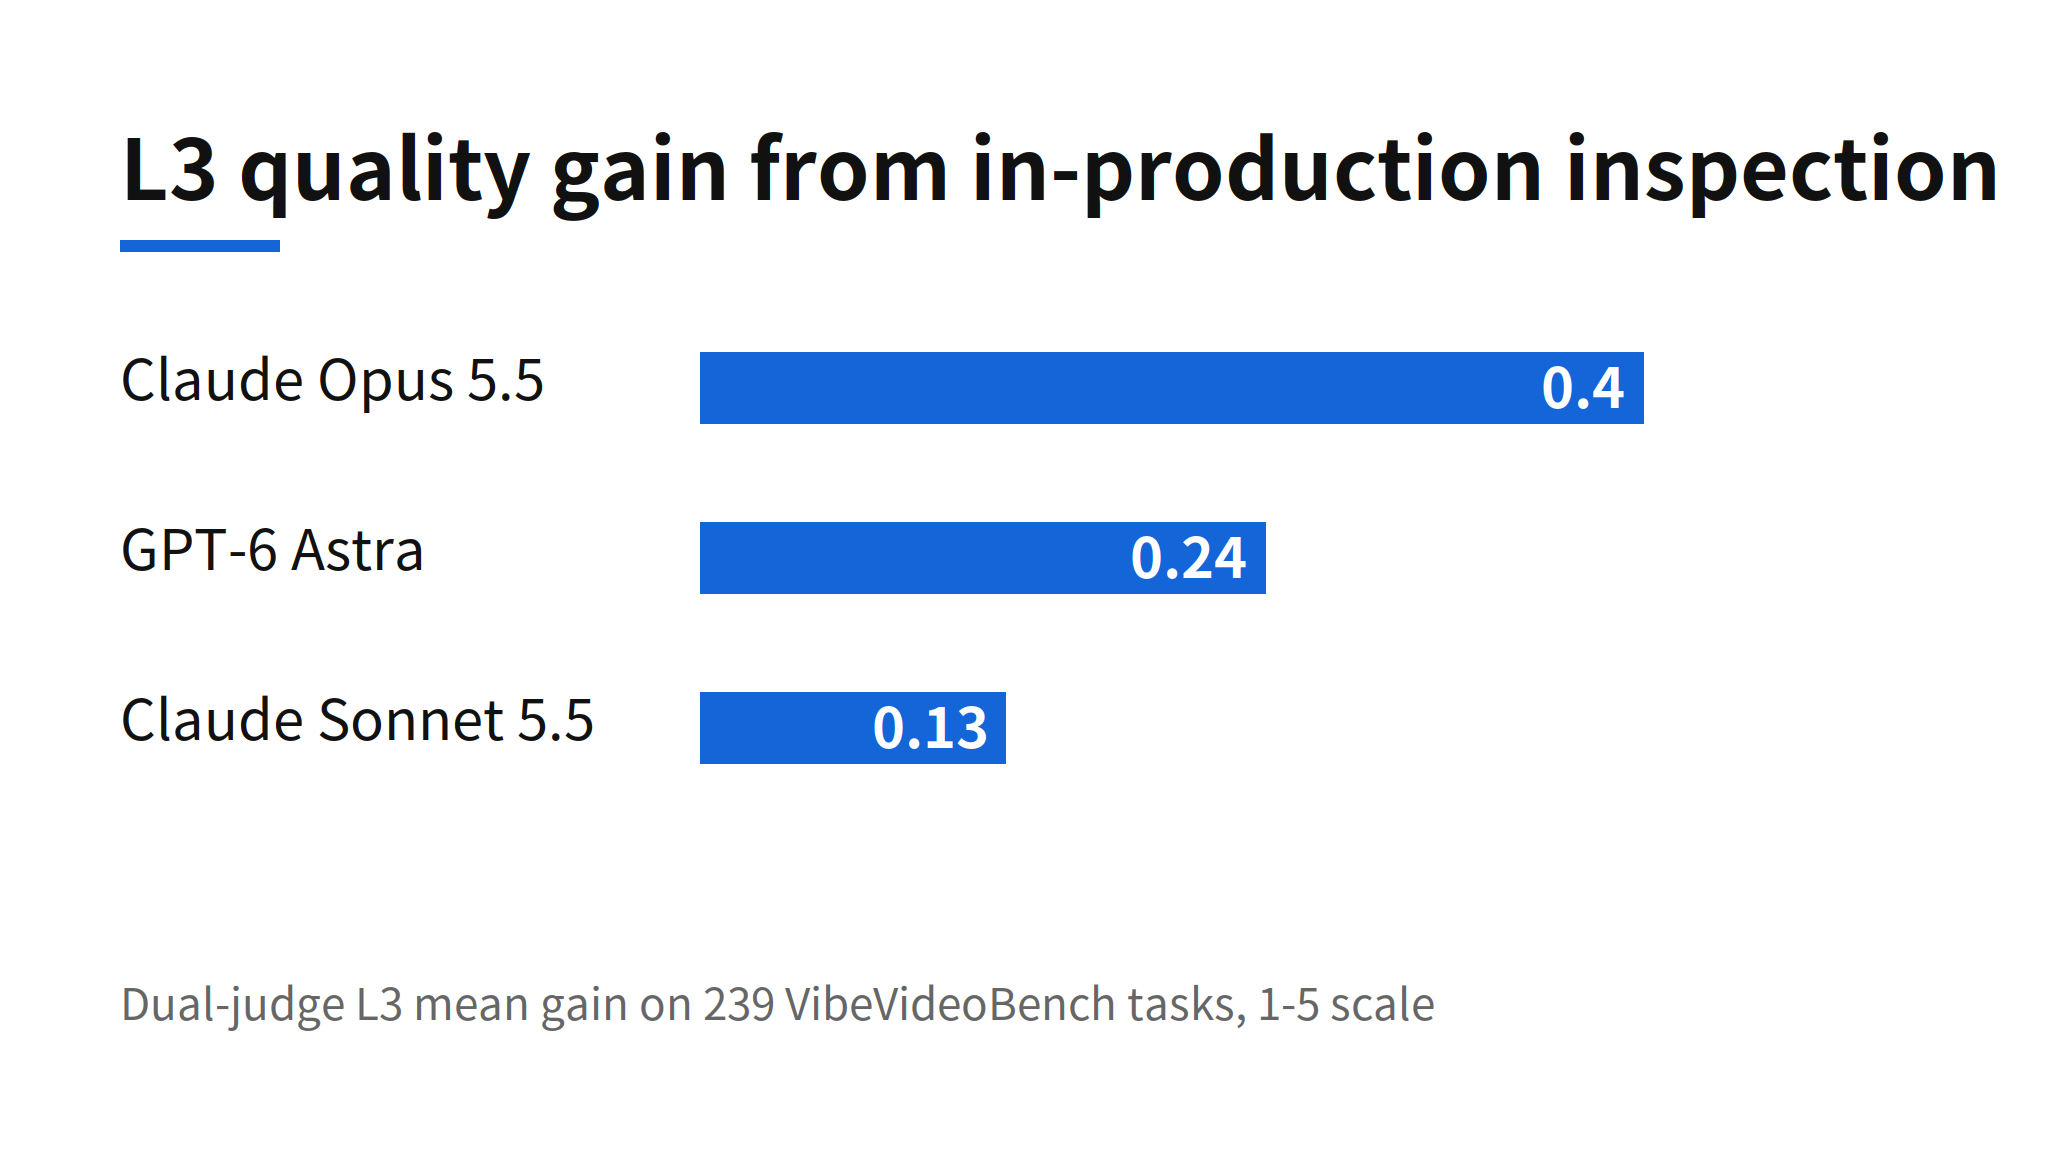 L3 quality gain from in-production inspection
Claude Opus 5.5
0.4
GPT-6 Astra
0.24
Claude Sonnet 5.5
0.13
Dual-judge L3 mean gain on 239 VibeVideoBench tasks, 1-5 scale